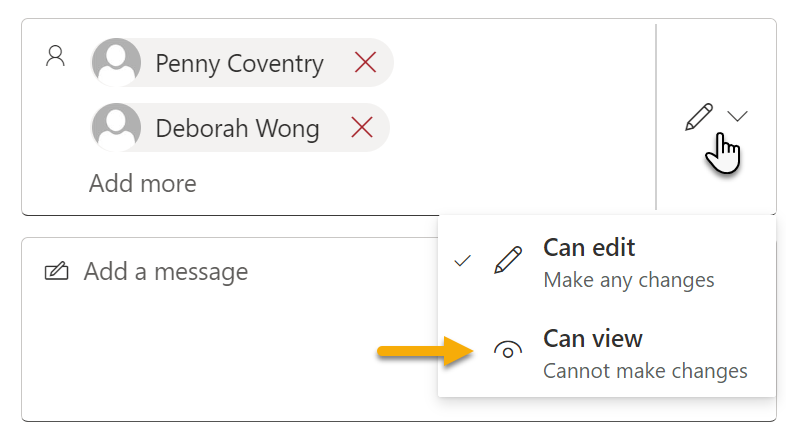 Penny Coventry
Deborah Wong
Add more
Add a message
Can edit
Make any changes
Can view
Cannot make changes